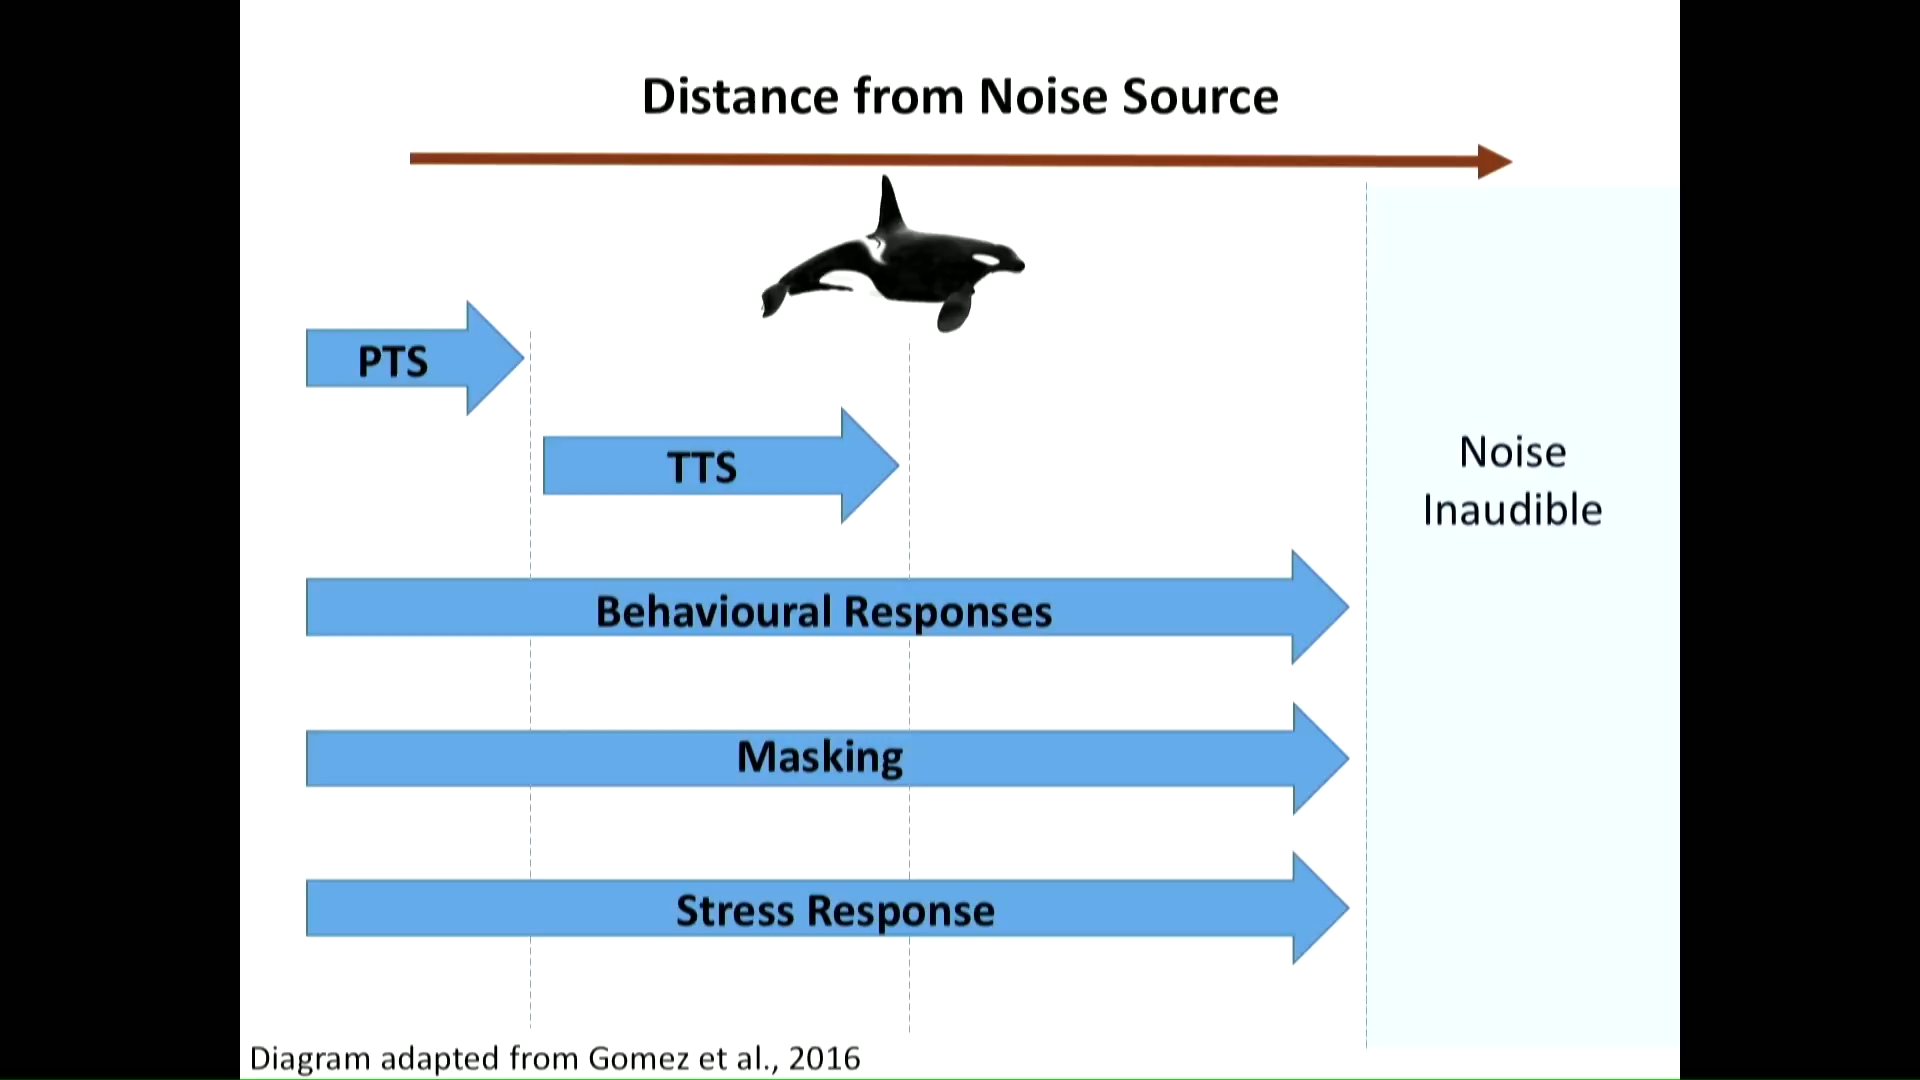 Distance from Noise Source
PTS
TTS
Noise
Inaudible
Behavioural Responses
Masking
Stress Response
Diagram adapted from Gomez et al., 2016